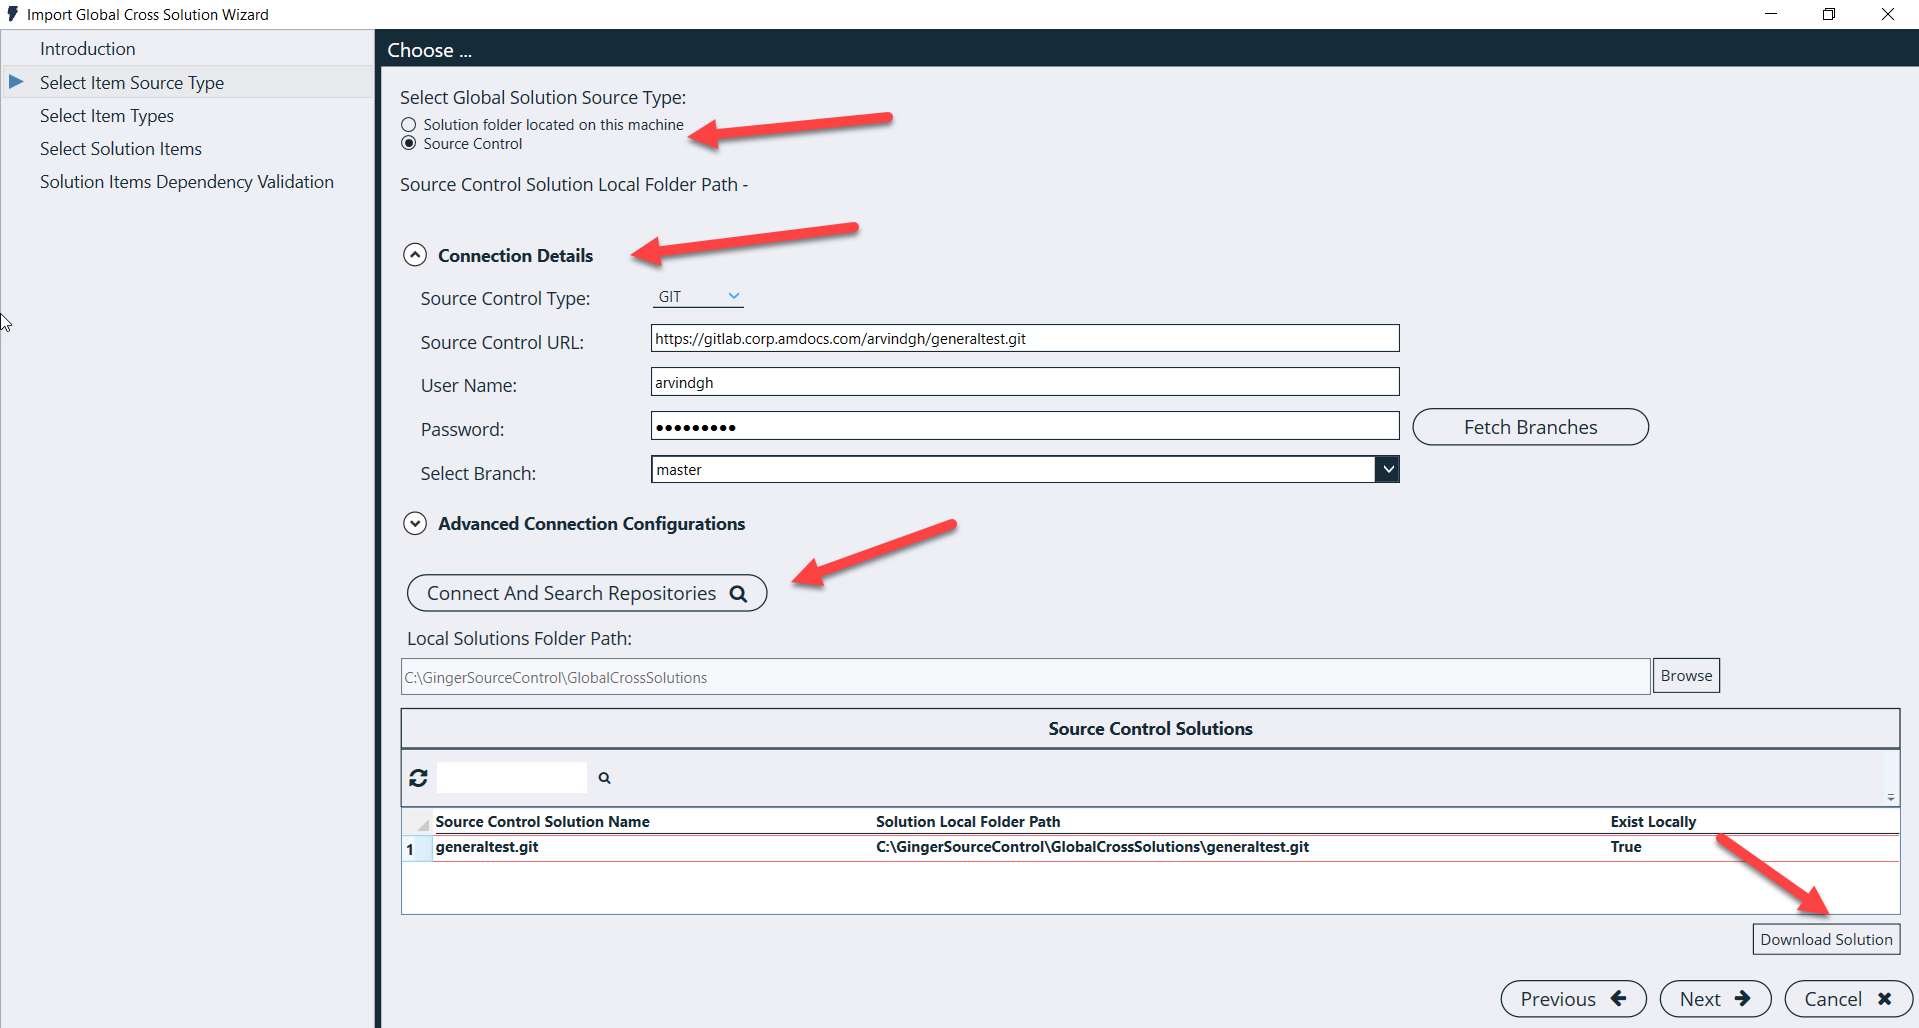 Import Global Cross Solution Wizard
Introduction
Select Item Source Type
Select Item Types
Select Solution Items
Solution Items Dependency Validation
Choose ...
Select Global Solution Source Type:
Solution folder located on this machine
Source Control
Source Control Solution Local Folder Path -
Connection Details
Source Control Type: GIT
Source Control URL: https://gitlab.corp.amdocs.com/arvindgh/generaltest.git
User Name: arvindgh
Password: ●●●●●●●●● Fetch Branches
Select Branch: master
Advanced Connection Configurations
Connect And Search Repositories
Local Solutions Folder Path:
C:\GingerSourceControl\GlobalCrossSolutions Browse
Source Control Solutions
Source Control Solution Name Solution Local Folder Path Exist Locally
1 generaltest.git C:\GingerSourceControl\GlobalCrossSolutions\generaltest.git True
Download Solution
Previous Next Cancel